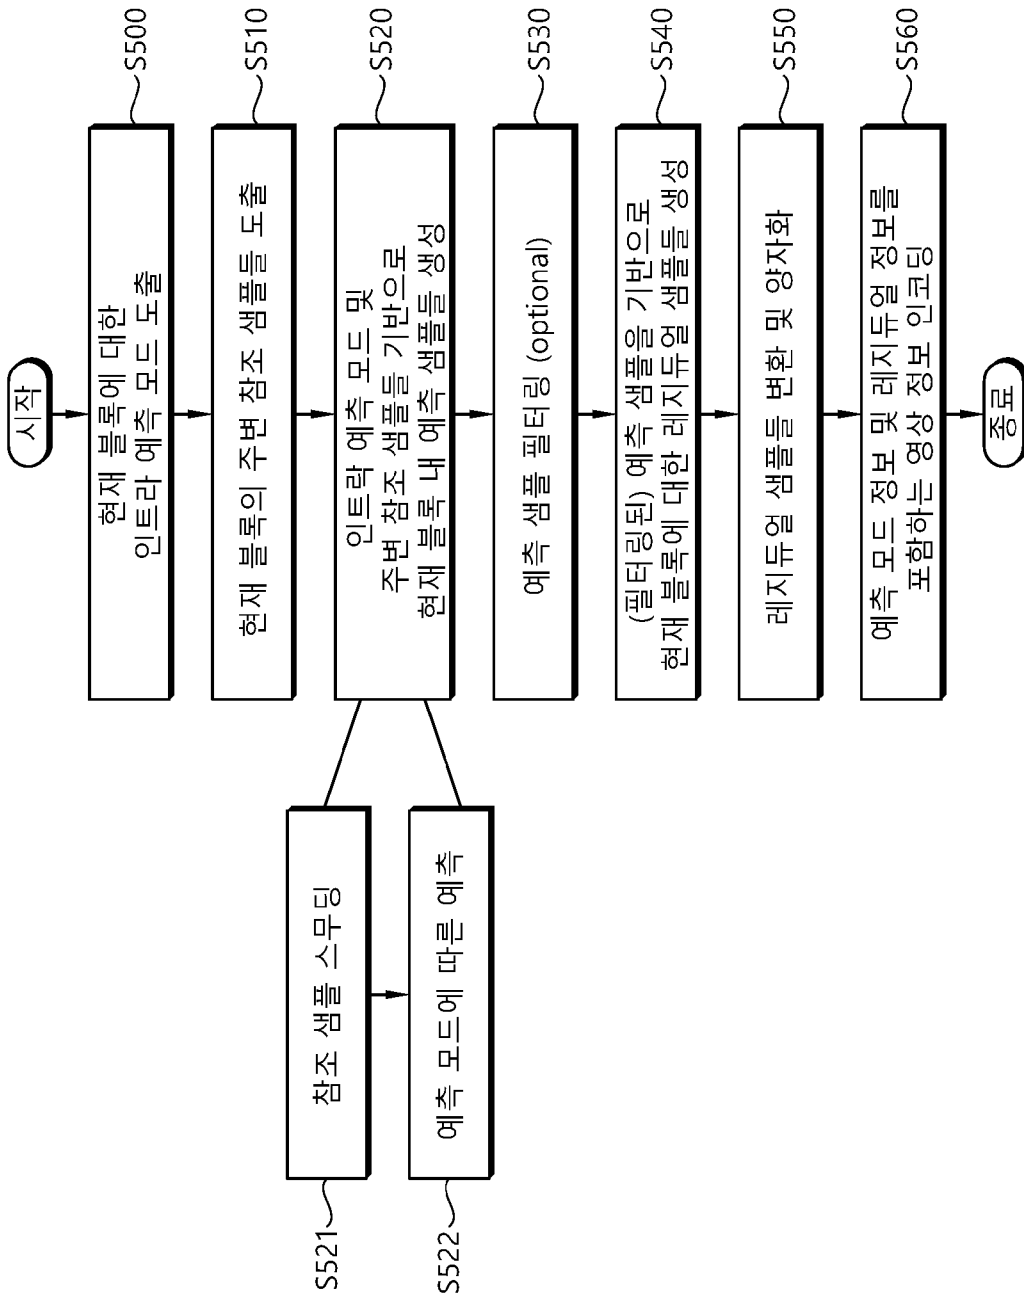 시작
현재 블록에 대한
인트라 예측 모드 도출
S500
현재 블록의 주변 참조 샘플들 도출
S510
인트락 예측 모드 및
주변 참조 샘플들 기반으로
현재 블록 내 예측 샘플들 생성
S520
S521
참조 샘플 스무딩
S522
예측 모드에 따른 예측
예측 샘플 필터링 (optional)
S530
(필터링된) 예측 샘플을 기반으로
현재 블록에 대한 레지듀얼 샘플들 생성
S540
레지듀얼 샘플들 변환 및 양자화
S550
예측 모드 정보 및 레지듀얼 정보를
포함하는 영상 정보 인코딩
S560
종료